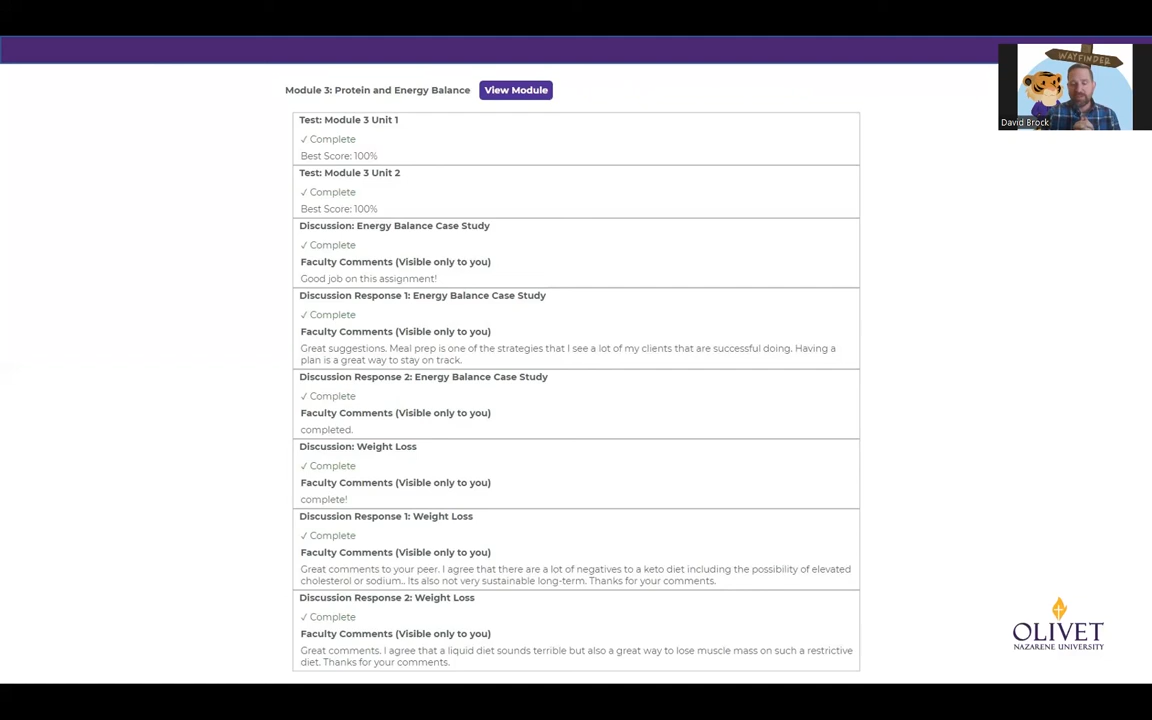 WAYFINDER
David Brock
Module 3: Protein and Energy Balance
View Module
Test: Module 3 Unit 1
✓ Complete
Best Score: 100%
Test: Module 3 Unit 2
✓ Complete
Best Score: 100%
Discussion: Energy Balance Case Study
✓ Complete
Faculty Comments (Visible only to you)
Good job on this assignment!
Discussion Response 1: Energy Balance Case Study
✓ Complete
Faculty Comments (Visible only to you)
Great suggestions. Meal prep is one of the strategies that I see a lot of my clients that are successful doing. Having a
plan is a great way to stay on track.
Discussion Response 2: Energy Balance Case Study
✓ Complete
Faculty Comments (Visible only to you)
completed.
Discussion: Weight Loss
✓ Complete
Faculty Comments (Visible only to you)
complete!
Discussion Response 1: Weight Loss
✓ Complete
Faculty Comments (Visible only to you)
Great comments to your peer. I agree that there are a lot of negatives to a keto diet including the possibility of elevated
cholesterol or sodium.. Its also not very sustainable long-term. Thanks for your comments.
Discussion Response 2: Weight Loss
✓ Complete
Faculty Comments (Visible only to you)
Great comments. I agree that a liquid diet sounds terrible but also a great way to lose muscle mass on such a restrictive
diet. Thanks for your comments.
OLIVET
NAZARENE UNIVERSITY